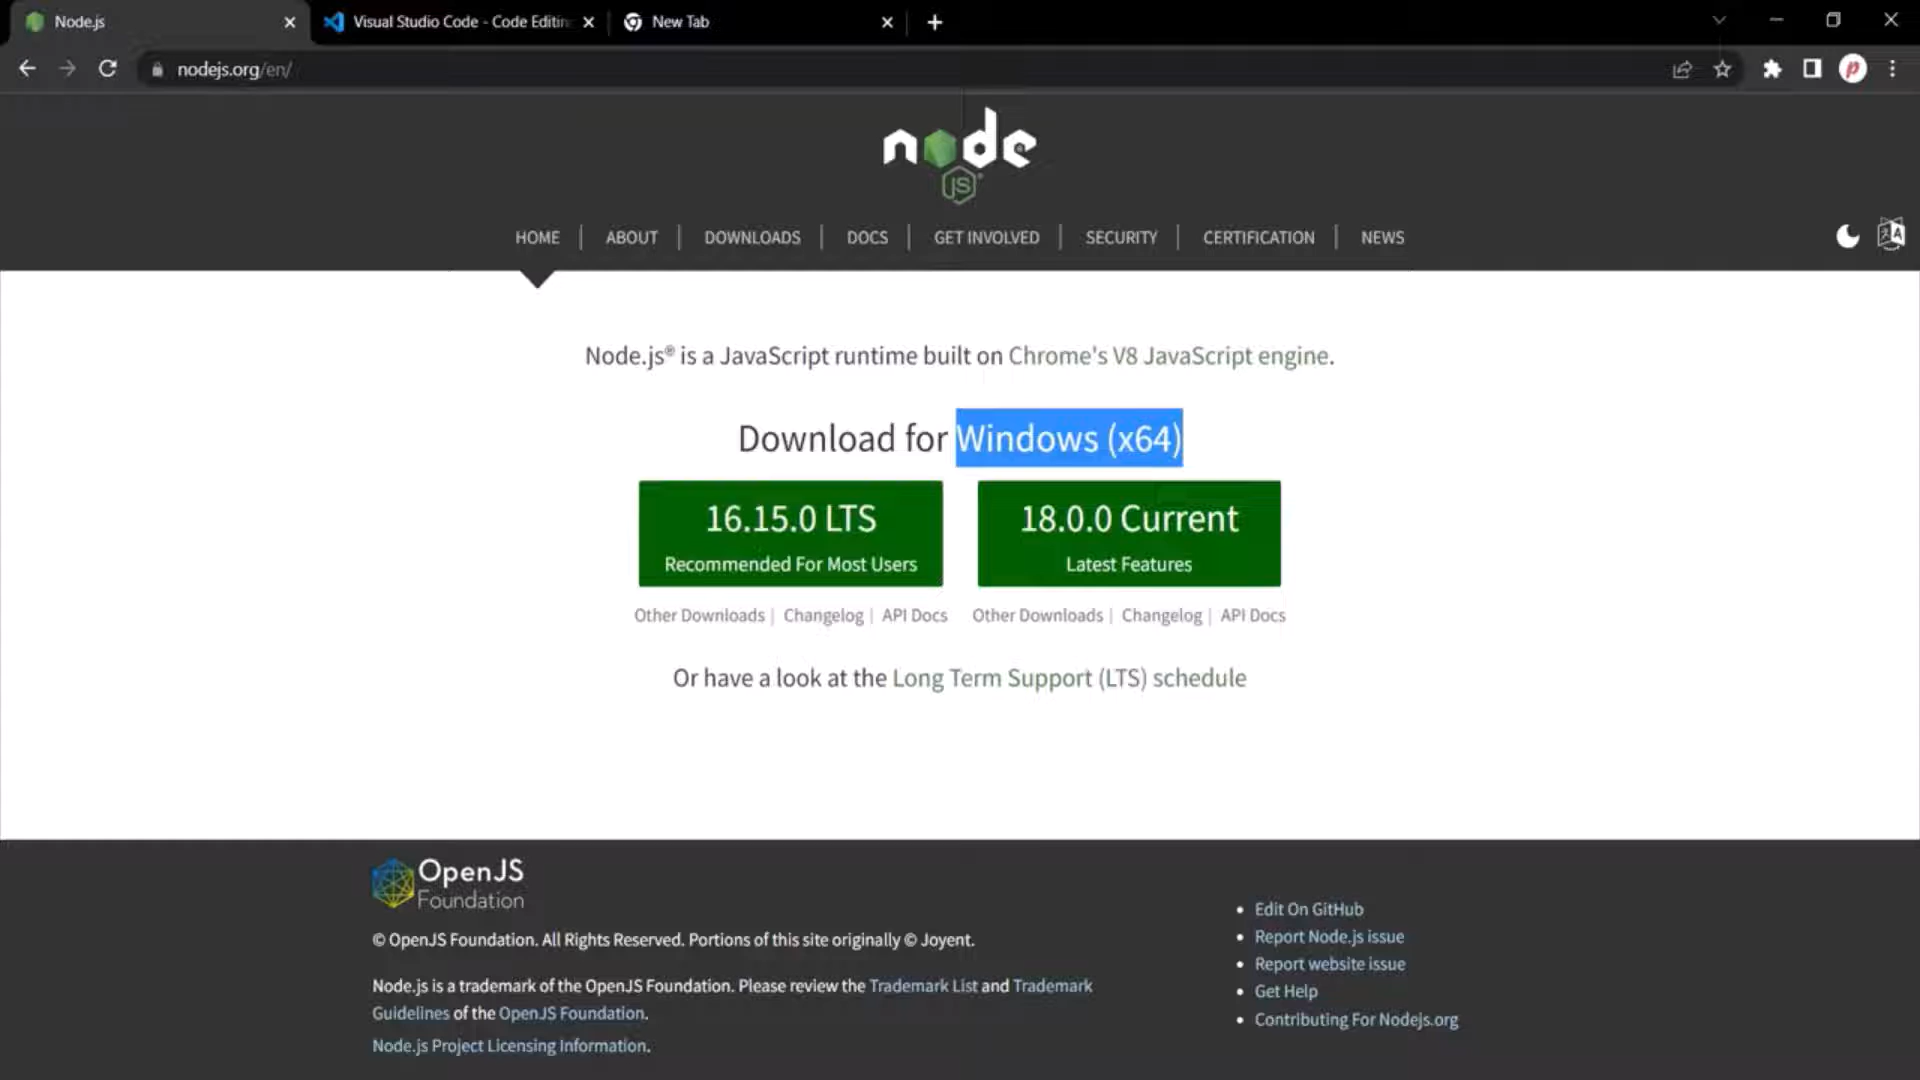 Node.js
Visual Studio Code - Code Editin
New Tab
nodejs.org/en/
node
JS
HOME
ABOUT
DOWNLOADS
DOCS
GET INVOLVED
SECURITY
CERTIFICATION
NEWS
Node.js® is a JavaScript runtime built on Chrome's V8 JavaScript engine.
Download for Windows (x64)
16.15.0 LTS
Recommended For Most Users
18.0.0 Current
Latest Features
Other Downloads | Changelog | API Docs
Other Downloads | Changelog | API Docs
Or have a look at the Long Term Support (LTS) schedule
OpenJS
Foundation
© OpenJS Foundation. All Rights Reserved. Portions of this site originally © Joyent.
Node.js is a trademark of the OpenJS Foundation. Please review the Trademark List and Trademark
Guidelines of the OpenJS Foundation.
Node.js Project Licensing Information.
Edit On GitHub
Report Node.js issue
Report website issue
Get Help
Contributing For Nodejs.org